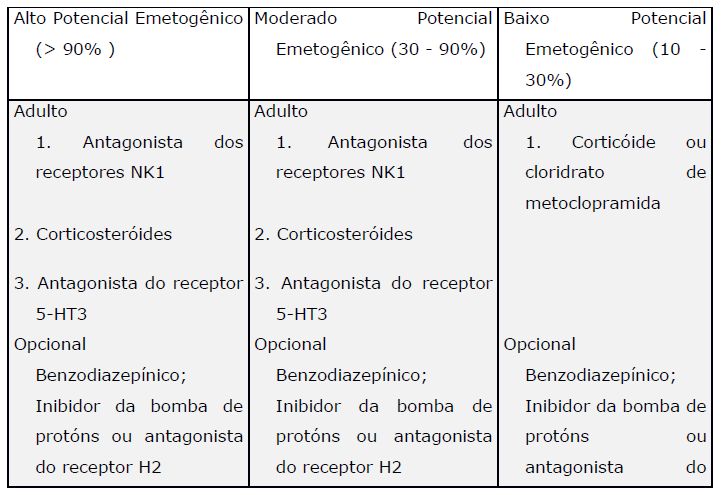 Alto Potencial Emetogênico
(> 90% )
Moderado Potencial
Emetogênico (30 - 90%)
Baixo Potencial
Emetogênico (10 -
30%)
Adulto
1. Antagonista dos
receptores NK1
2. Corticosteróides
3. Antagonista do receptor
5-HT3
Opcional
Benzodiazepínico;
Inibidor da bomba de
protóns ou antagonista
do receptor H2
Adulto
1. Antagonista dos
receptores NK1
2. Corticosteróides
3. Antagonista do receptor
5-HT3
Opcional
Benzodiazepínico;
Inibidor da bomba de
protóns ou antagonista
do receptor H2
Adulto
1. Corticóide ou
cloridrato de
metoclopramida
Opcional
Benzodiazepínico;
Inibidor da bomba de
protóns ou
antagonista do